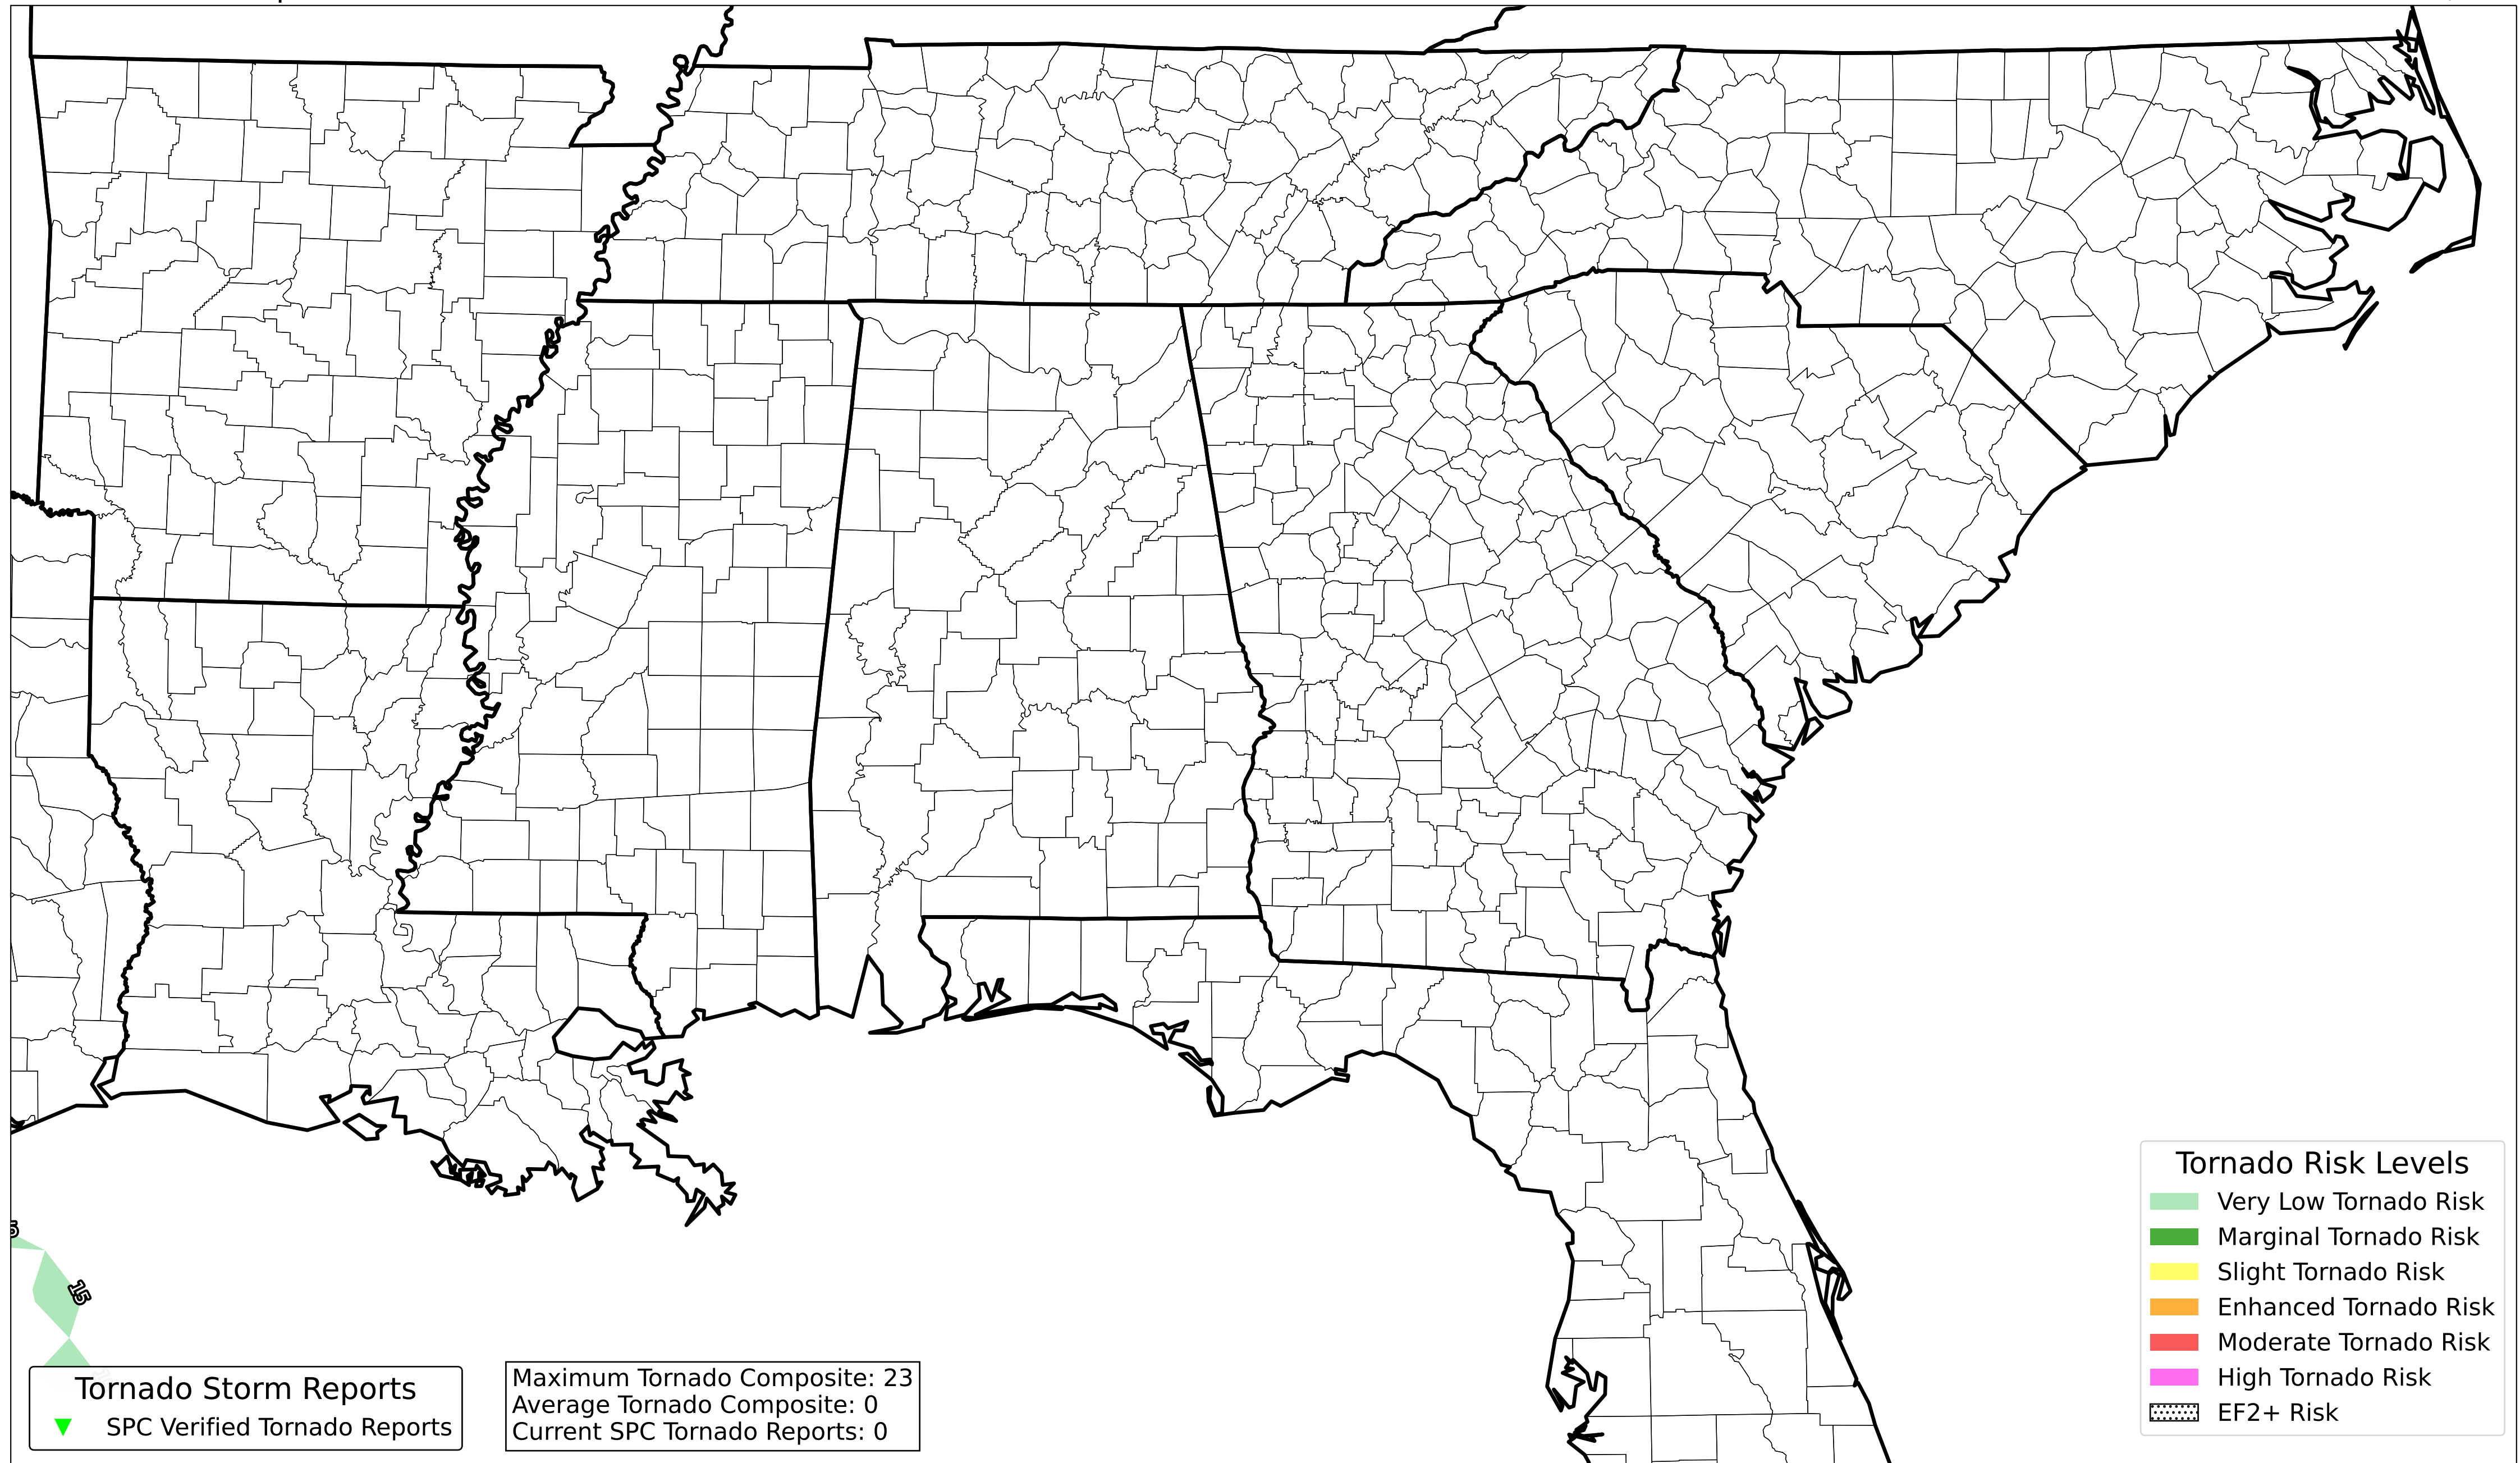 15
Tornado Storm Reports
SPC Verified Tornado Reports
Maximum Tornado Composite: 23
Average Tornado Composite: 0
Current SPC Tornado Reports: 0
Tornado Risk Levels
Very Low Tornado Risk
Marginal Tornado Risk
Slight Tornado Risk
Enhanced Tornado Risk
Moderate Tornado Risk
High Tornado Risk
EF2+ Risk